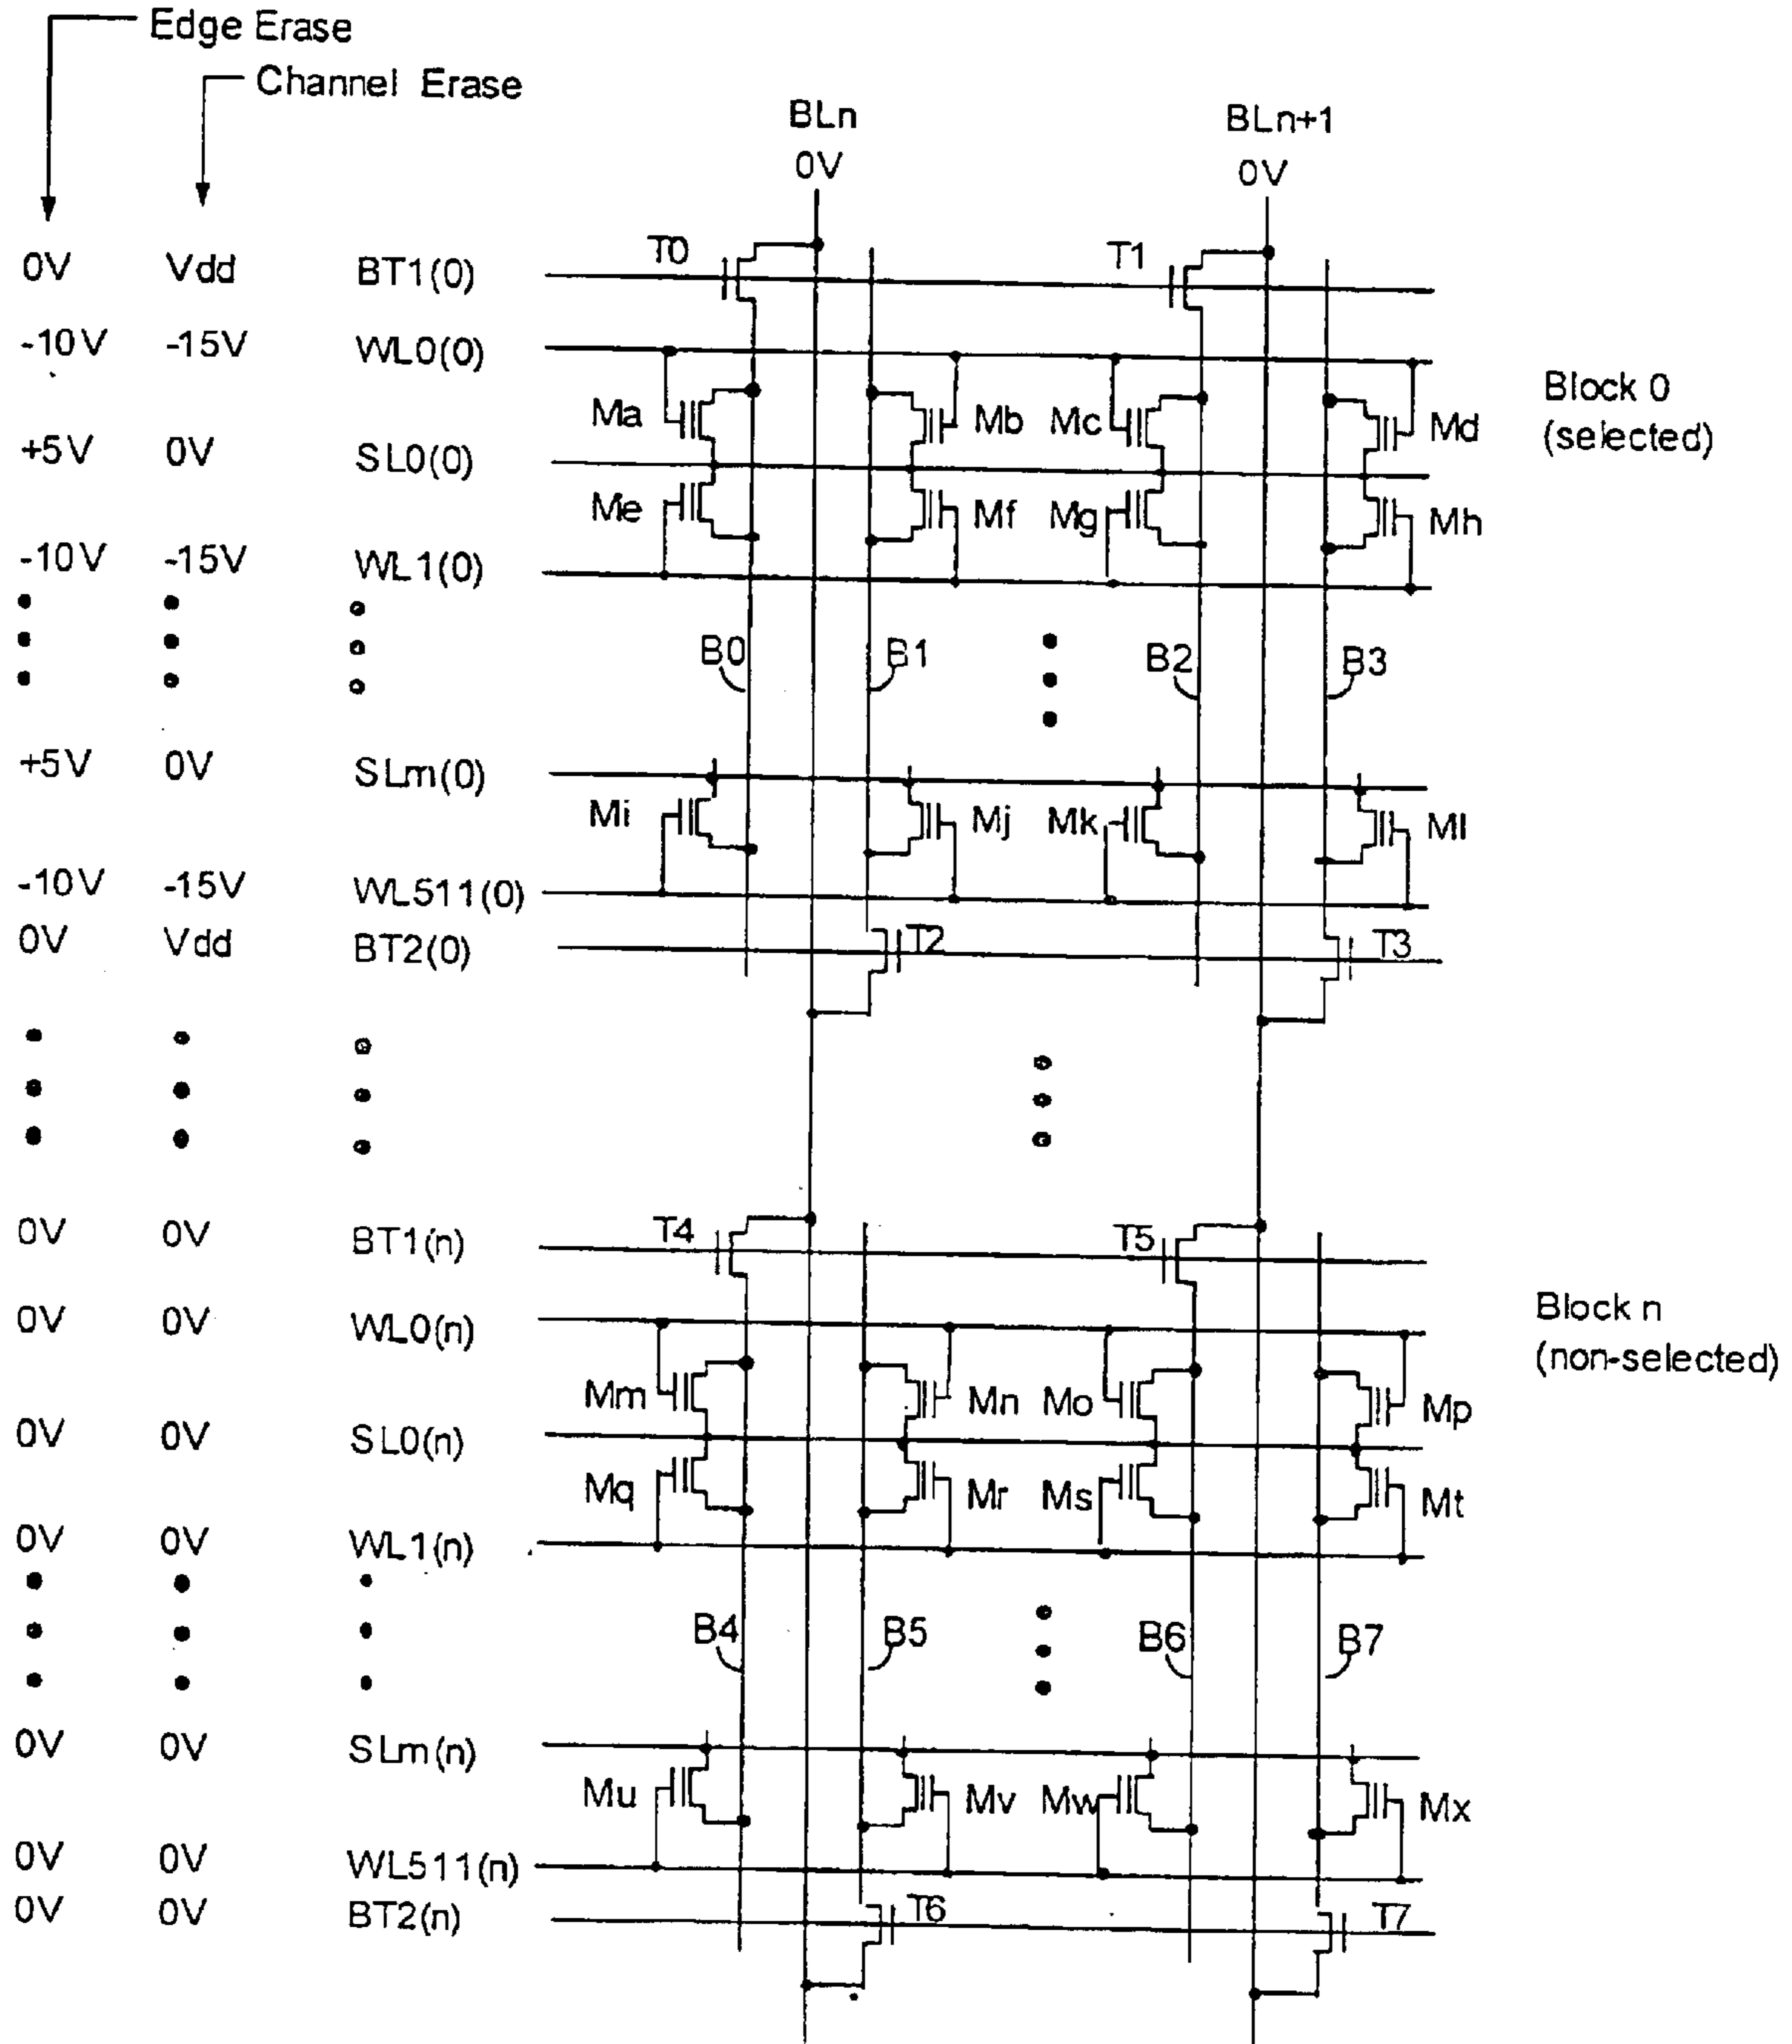 Edge Erase
Channel Erase
BLn
0V
BLn+1
0V
0V Vdd BT1(0) T0 T1
-10V -15V WL0(0)
Block 0
(selected)
Ma Mb Mc Md
+5V 0V SL0(0)
Me Mf Mg Mh
-10V -15V WL1(0)
B0 B1 B2 B3
+5V 0V SLm(0)
Mi Mj Mk Ml
-10V -15V WL511(0)
0V Vdd BT2(0) T2 T3
0V 0V BT1(n) T4 T5
0V 0V WL0(n)
Block n
(non-selected)
Mm Mn Mo Mp
0V 0V SL0(n)
Mq Mr Ms Mt
0V 0V WL1(n)
B4 B5 B6 B7
0V 0V SLm(n)
Mu Mv Mw Mx
0V 0V WL511(n)
0V 0V BT2(n) T6 T7